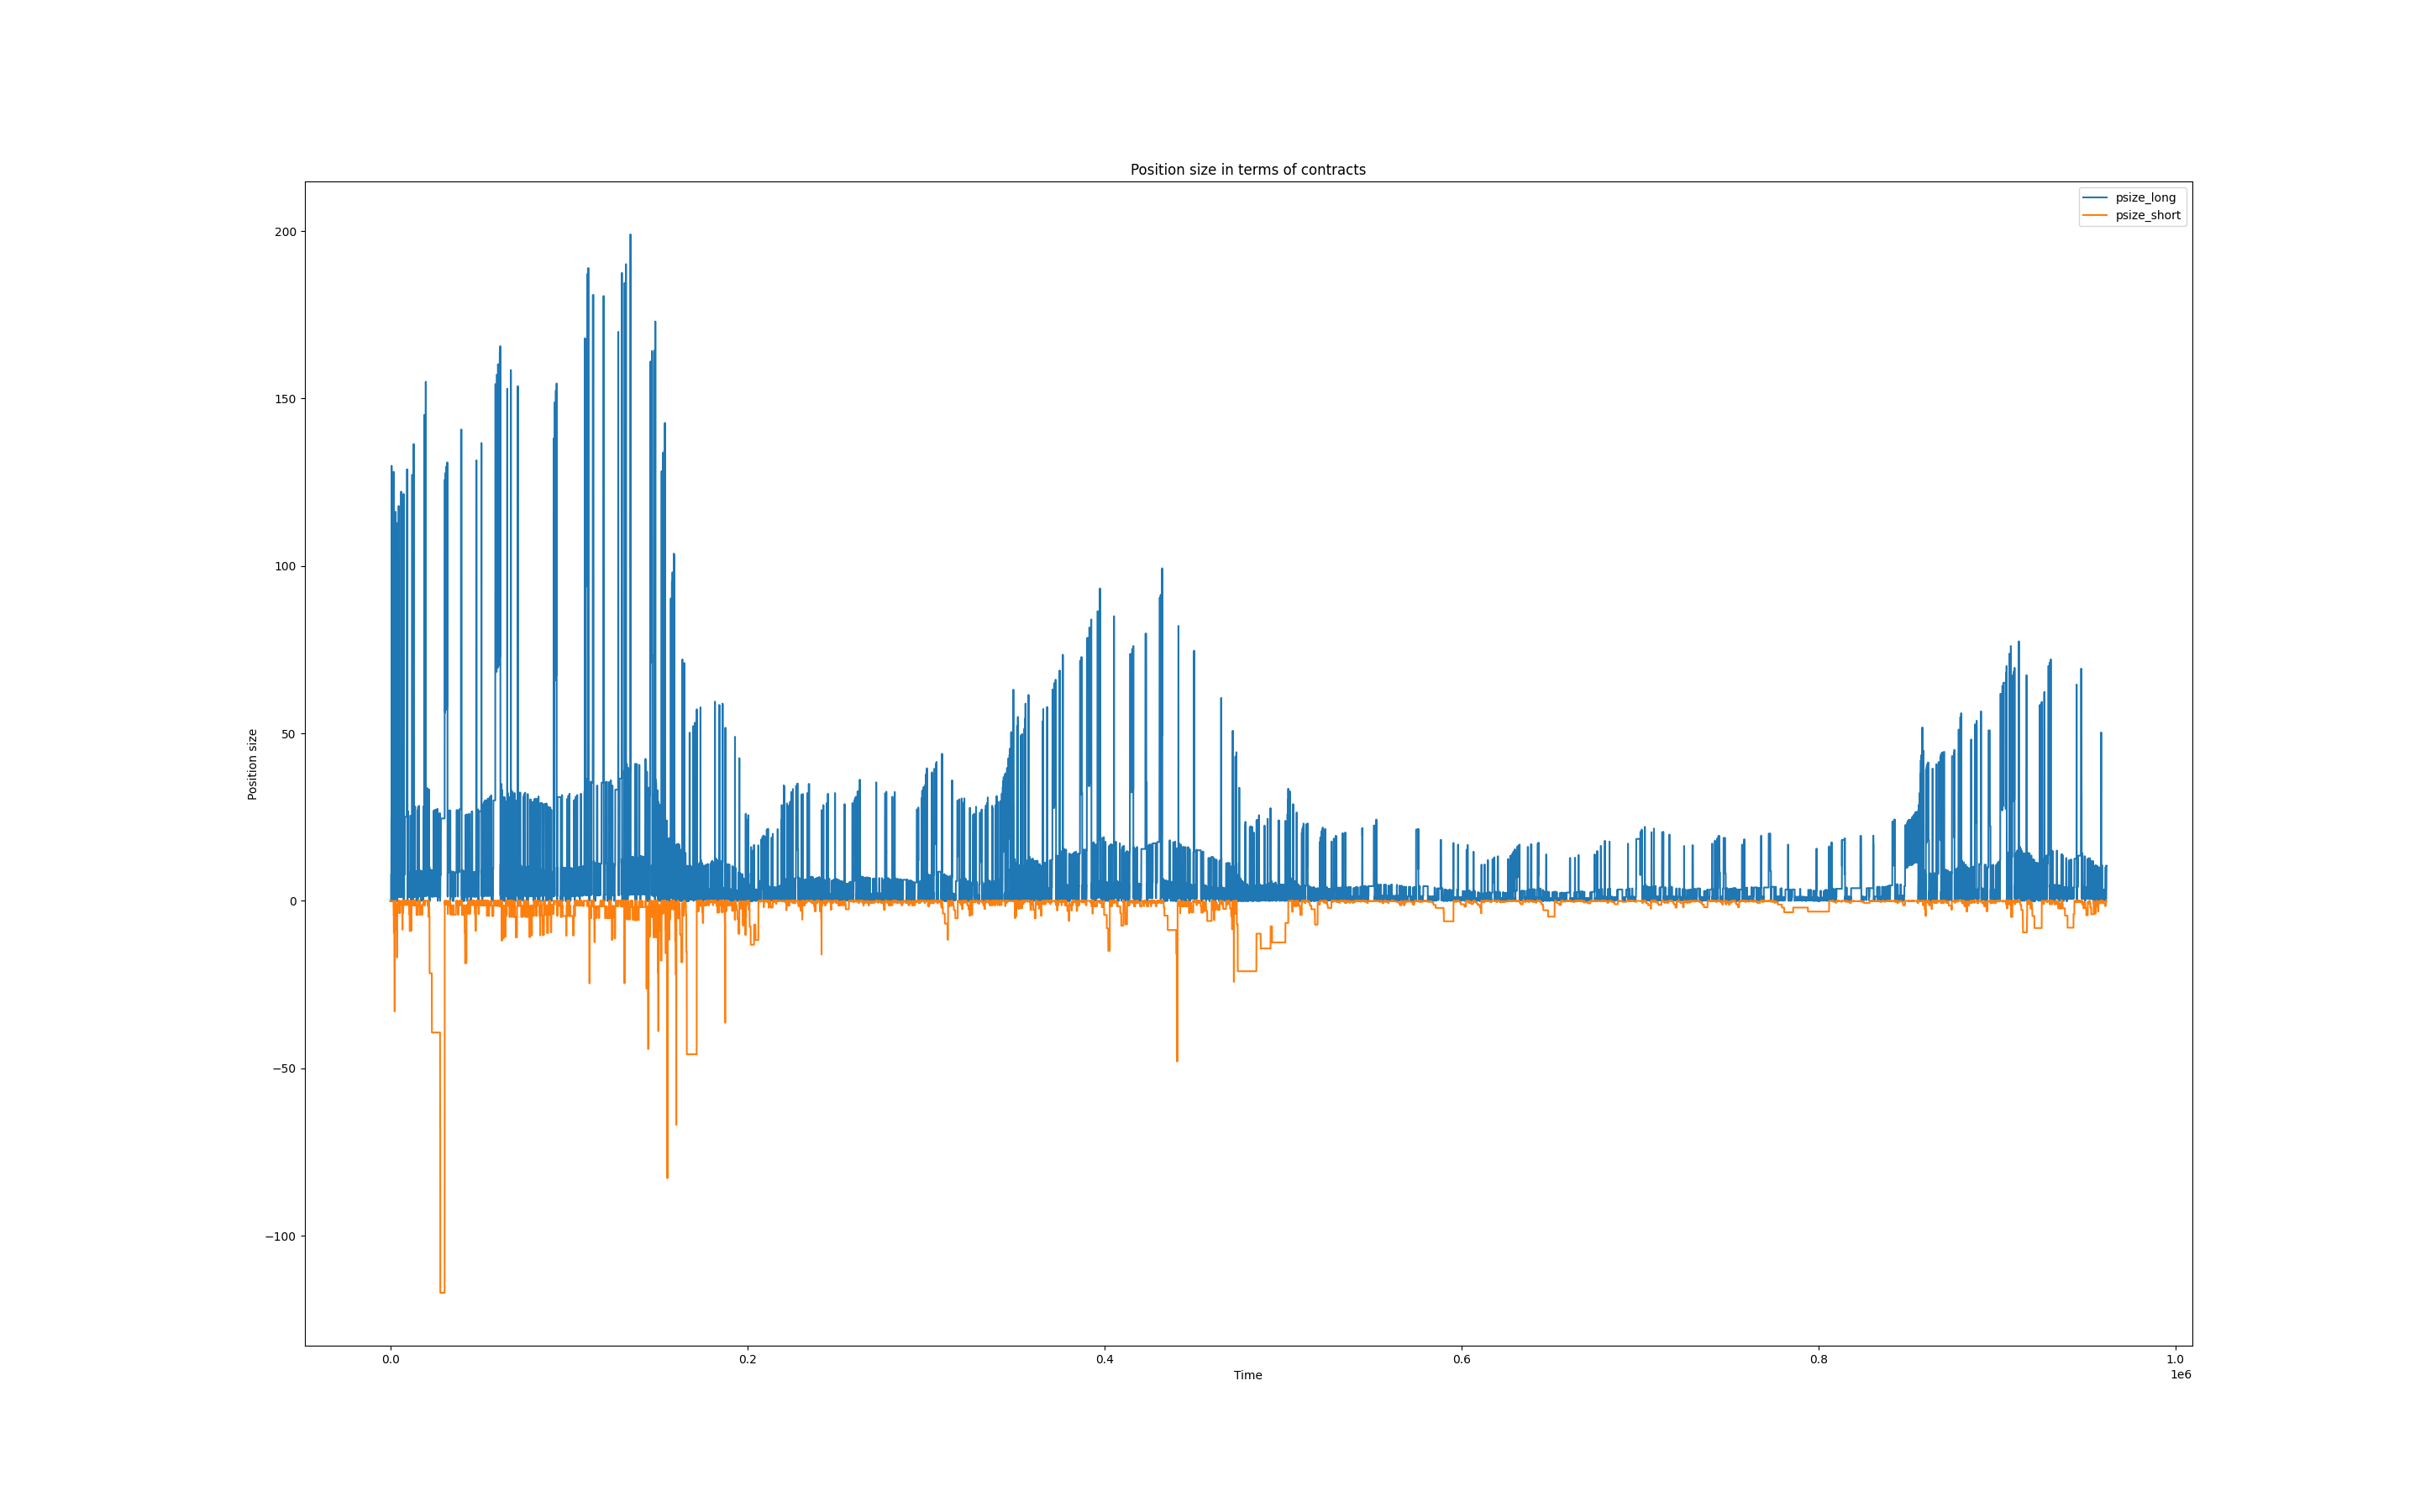 Position size in terms of contracts
psize_long
psize_short
200
150
100
50
0
−50
−100
Position size
0.0
0.2
0.4
0.6
0.8
1.0
Time
1e6